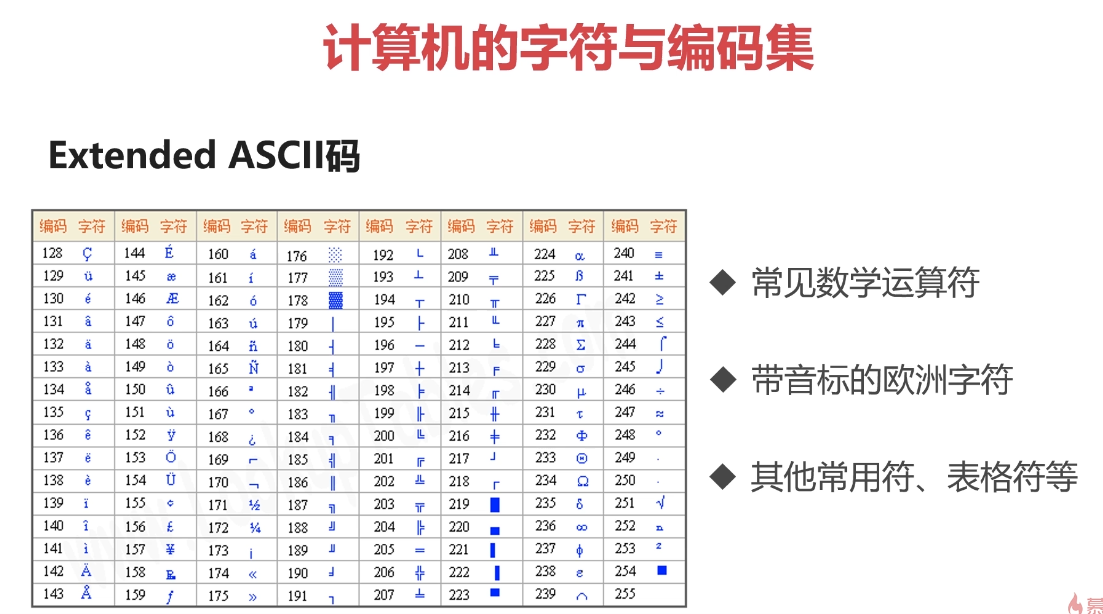 计算机的字符与编码集
Extended ASCII码
编码 字符 编码 字符 编码 字符 编码 字符 编码 字符 编码 字符 编码 字符 编码 字符
128 Ç 144 É 160 á 176 ░ 192 └ 208 ╨ 224 α 240 ≡
129 ü 145 æ 161 í 177 ▒ 193 ┴ 209 ╤ 225 ß 241 ±
130 é 146 Æ 162 ó 178 ▓ 194 ┬ 210 ╥ 226 Γ 242 ≥
131 â 147 ô 163 ú 179 │ 195 ├ 211 ╙ 227 π 243 ≤
132 ä 148 ö 164 ñ 180 ┤ 196 ─ 212 ╘ 228 Σ 244 ⌠
133 à 149 ò 165 Ñ 181 ╡ 197 ┼ 213 ╒ 229 σ 245 ⌡
134 å 150 û 166 ª 182 ╢ 198 ╞ 214 ╓ 230 µ 246 ÷
135 ç 151 ù 167 º 183 ╖ 199 ╟ 215 ╫ 231 τ 247 ≈
136 ê 152 ÿ 168 ¿ 184 ╕ 200 ╚ 216 ╪ 232 Φ 248 °
137 ë 153 Ö 169 ⌐ 185 ╣ 201 ╔ 217 ┘ 233 Θ 249 ∙
138 è 154 Ü 170 ¬ 186 ║ 202 ╩ 218 ┌ 234 Ω 250 ·
139 ï 155 ¢ 171 ½ 187 ╗ 203 ╦ 219 █ 235 δ 251 √
140 î 156 £ 172 ¼ 188 ╝ 204 ╠ 220 ▄ 236 ∞ 252 ⁿ
141 ì 157 ¥ 173 ¡ 189 ╜ 205 ═ 221 ▌ 237 φ 253 ²
142 Ä 158 ₧ 174 « 190 ╛ 206 ╬ 222 ▐ 238 ε 254 ■
143 Å 159 ƒ 175 » 191 ┐ 207 ╧ 223 ▀ 239 ∩ 255
◆ 常见数学运算符
◆ 带音标的欧洲字符
◆ 其他常用符、表格符等
慕